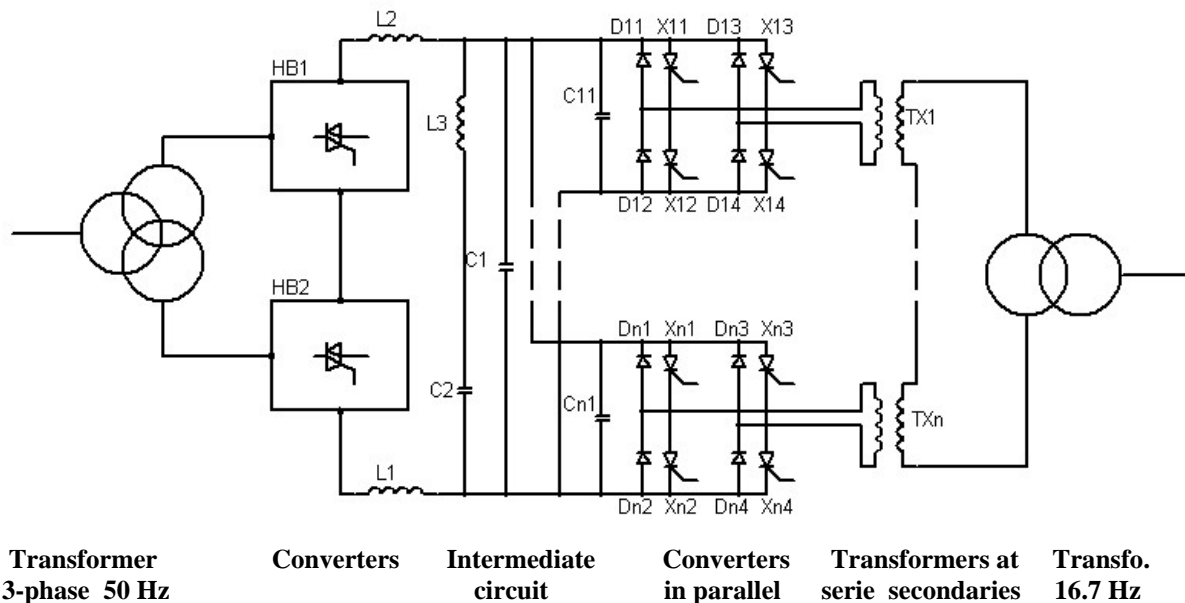 L2
D11 X11 D13 X13
HB1
C11
L3
TX1
D12 X12 D14 X14
C1
HB2
Dn1 Xn1 Dn3 Xn3
C2
Cn1
TXn
L1
Dn2 Xn2 Dn4 Xn4
Transformer Converters Intermediate Converters Transformers at Transfo.
3-phase 50 Hz circuit in parallel serie secondaries 16.7 Hz